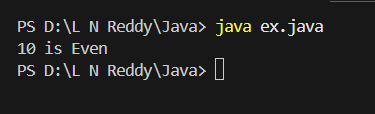 PS D:\L N Reddy\Java> java ex.java
10 is Even
PS D:\L N Reddy\Java>